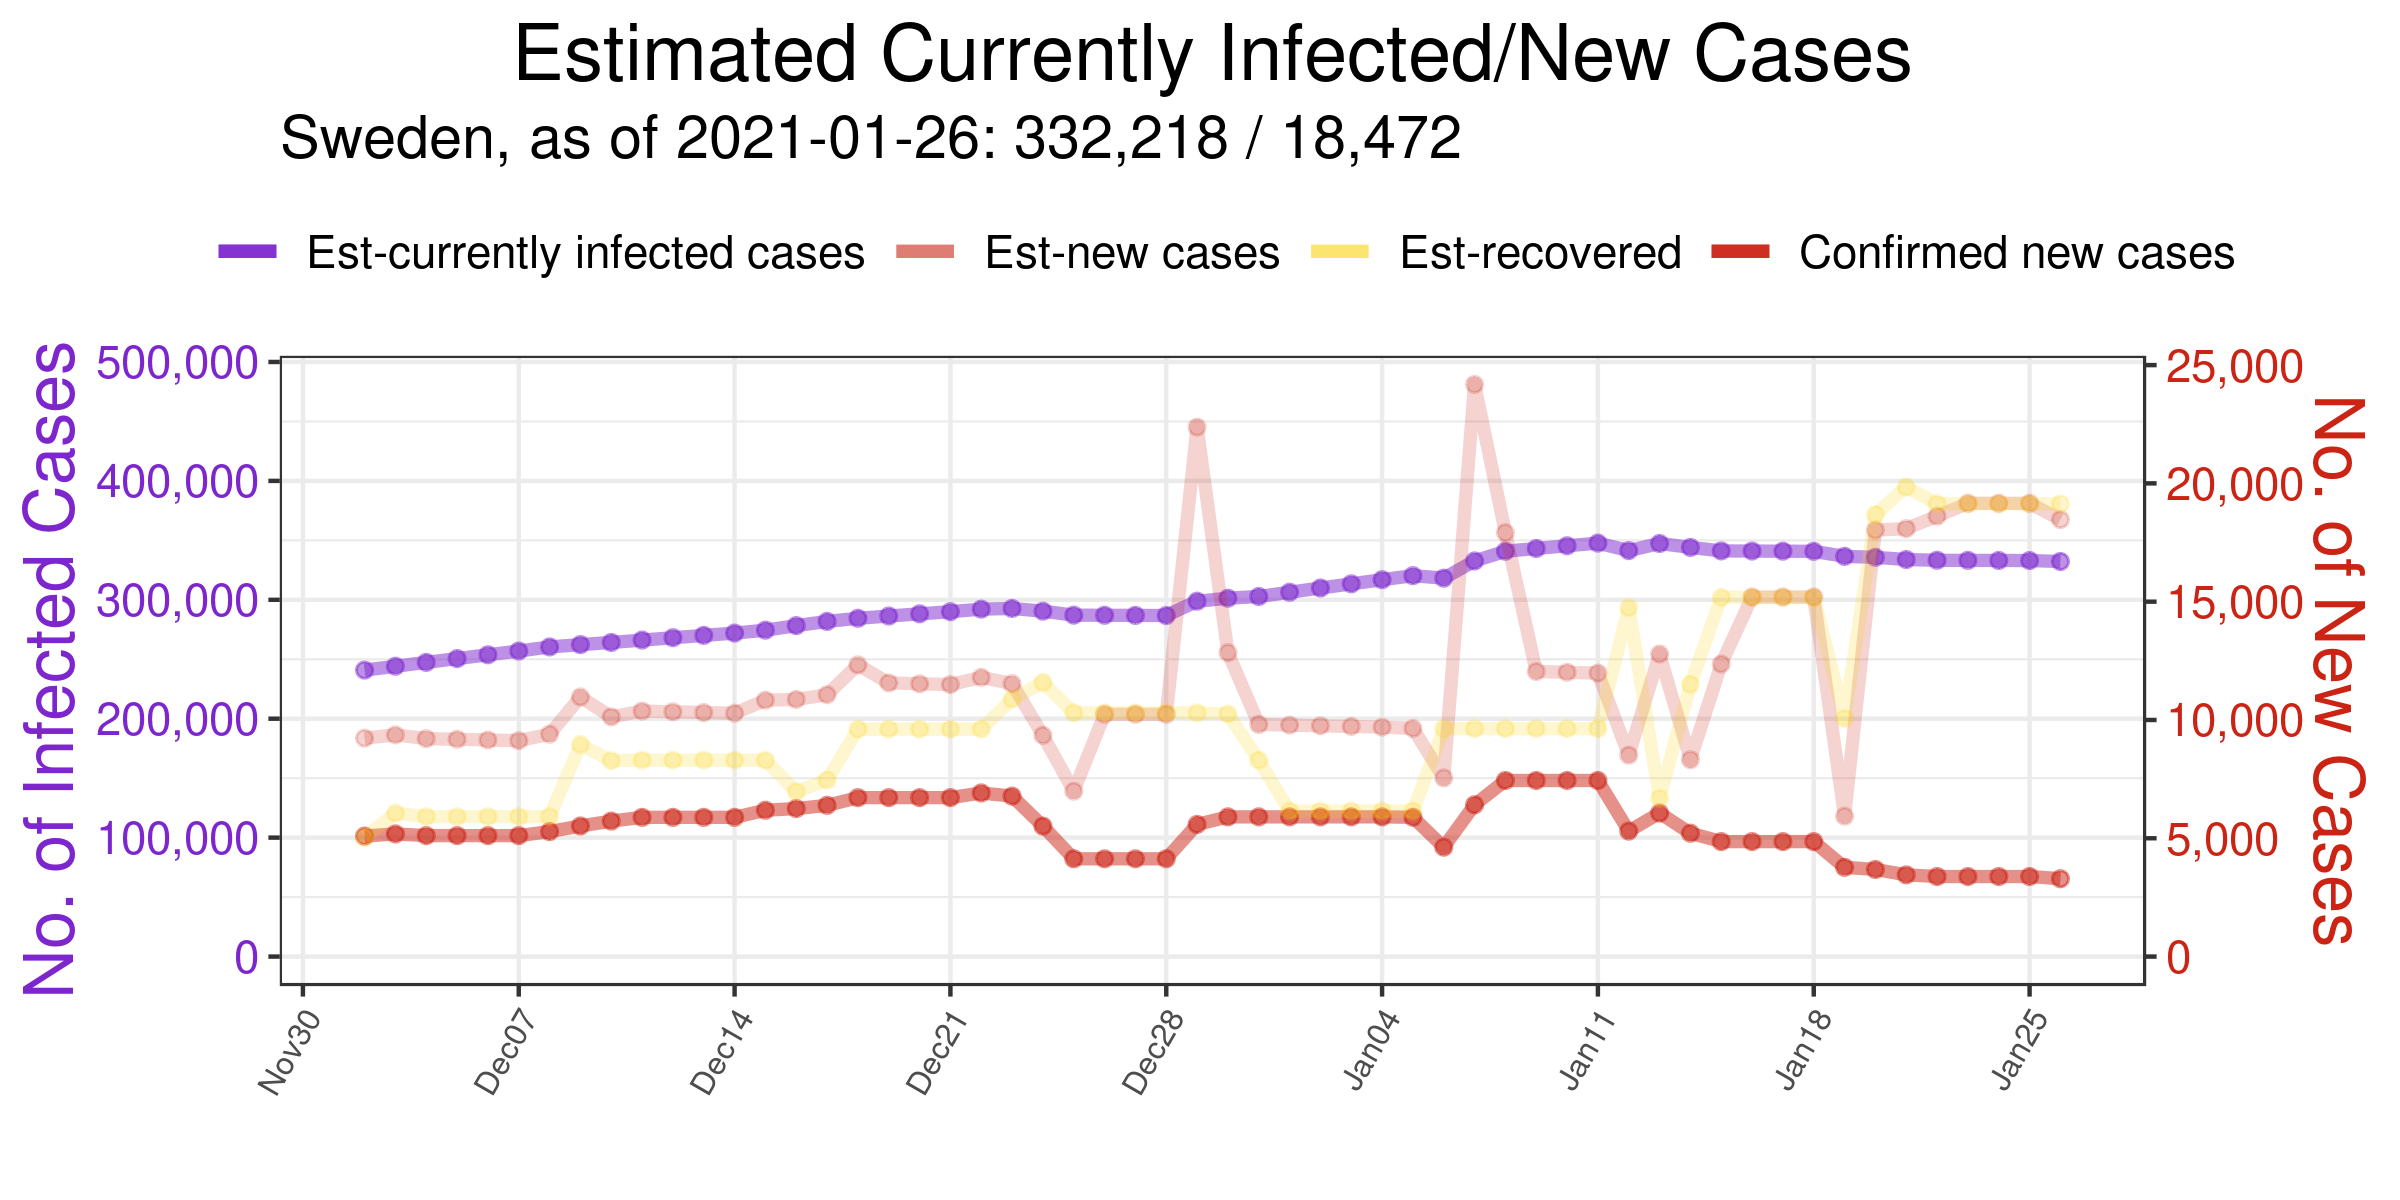 Estimated Currently Infected/New Cases
Sweden, as of 2021-01-26: 332,218 / 18,472
Est-currently infected cases Est-new cases Est-recovered Confirmed new cases
No. of Infected Cases
500,000
400,000
300,000
200,000
100,000
0
25,000
20,000
15,000
10,000
5,000
0
No. of New Cases
Nov30 Dec07 Dec14 Dec21 Dec28 Jan04 Jan11 Jan18 Jan25